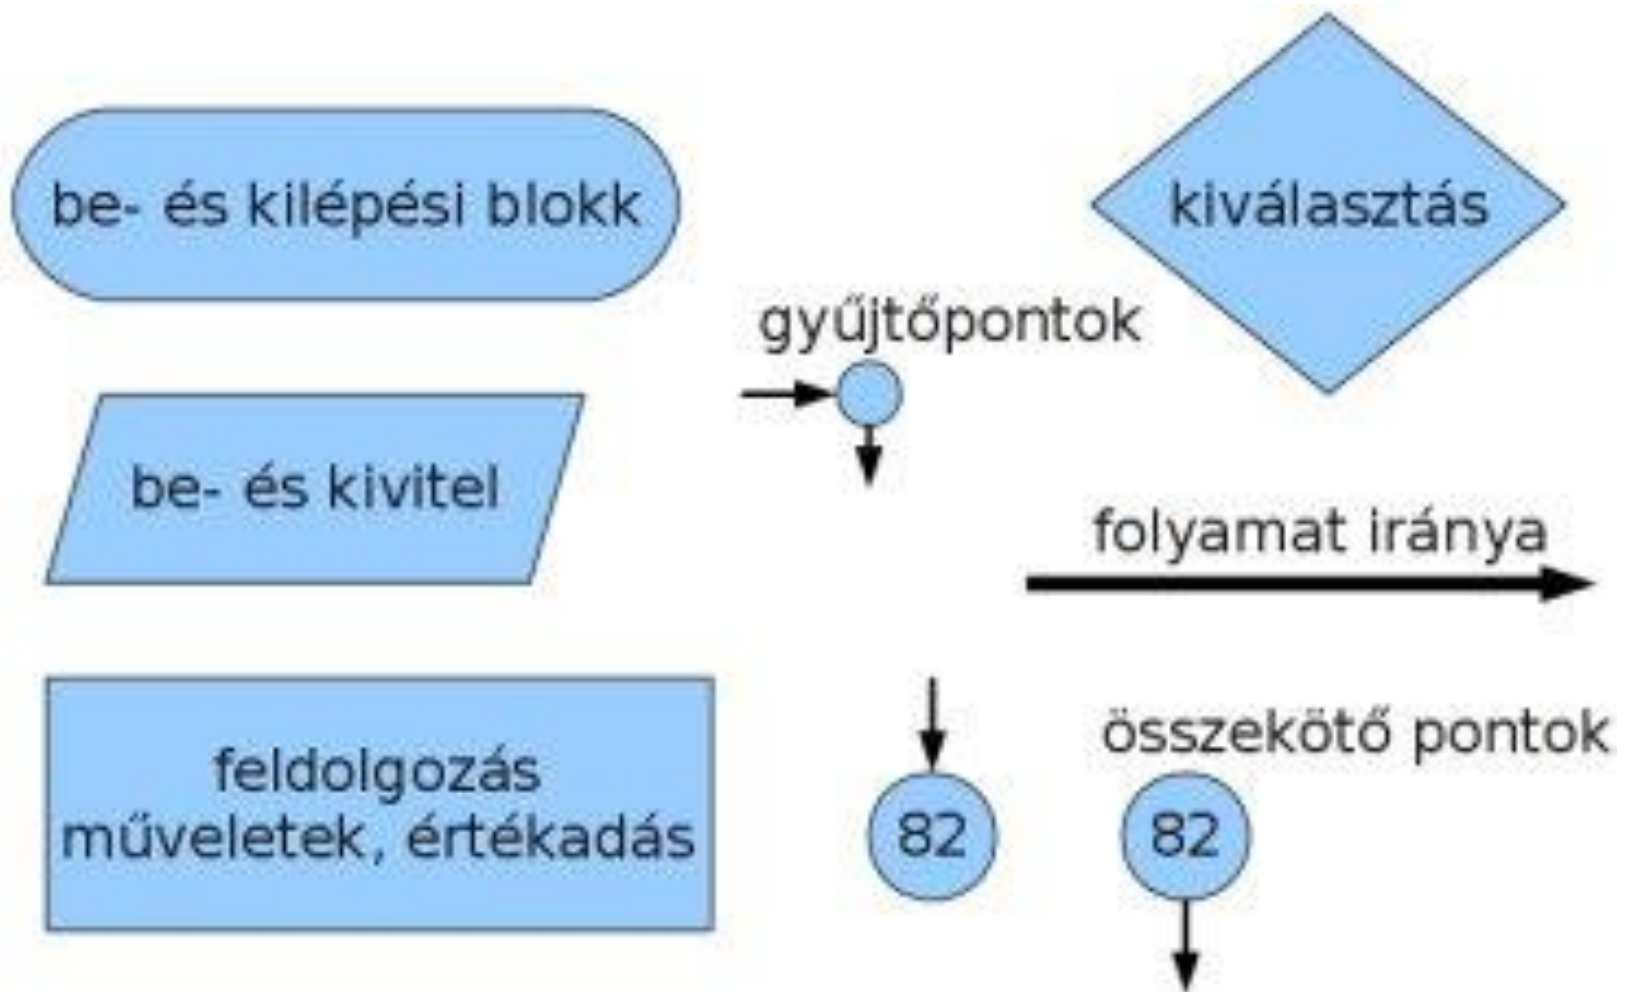 be- és kilépési blokk
kiválasztás
gyűjtőpontok
be- és kivitel
folyamat iránya
feldolgozás
műveletek, értékadás
összekötő pontok
82
82